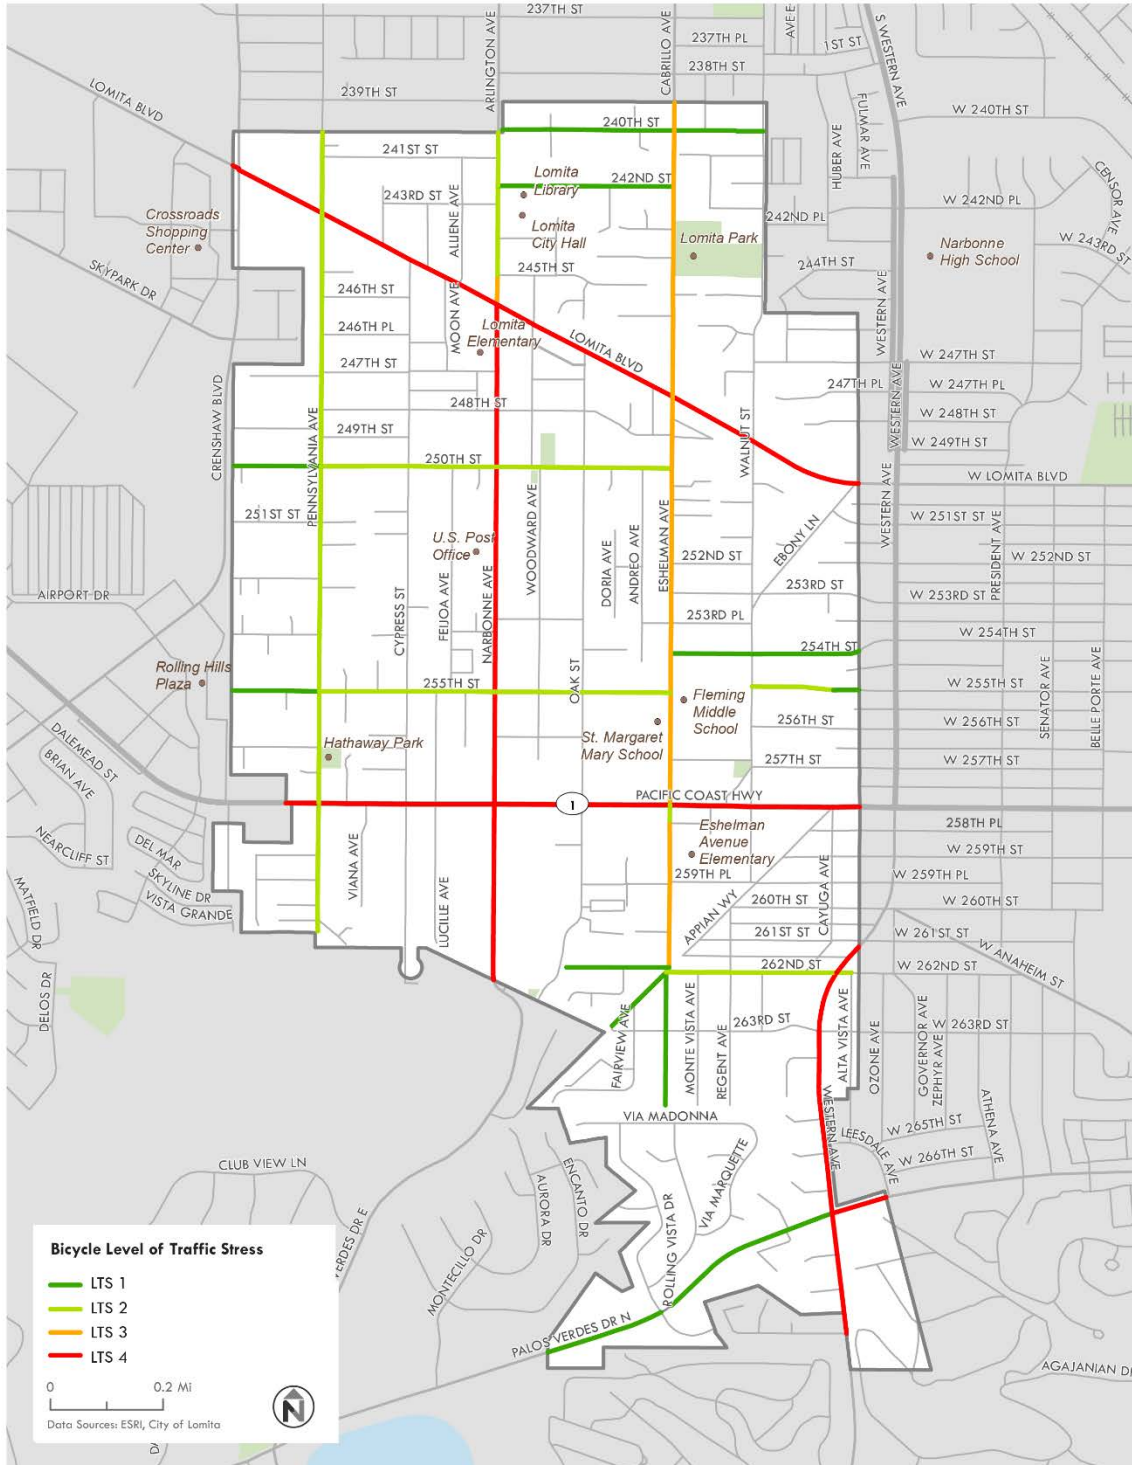 237TH ST
237TH PL
1ST ST
238TH ST
AVE E
S WESTERN AVE
ARLINGTON AVE
CABRILLO AVE
LOMITA BLVD
239TH ST
240TH ST
W 240TH ST
FULMAR AVE
HUBER AVE
CENSOR AVE
241ST ST
242ND ST
Lomita
Library
243RD ST
ALIENE AVE
W 242ND PL
242ND PL
Crossroads
Shopping
Center
Lomita
City Hall
Lomita Park
Narbonne
High School
W 243RD ST
SKYPARK DR
245TH ST
244TH ST
246TH ST
MOON AVE
WESTERN AVE
246TH PL
Lomita
Elementary
LOMITA BLVD
247TH ST
W 247TH ST
247TH PL
W 247TH PL
CRENSHAW BLVD
248TH ST
W 248TH ST
WESTERN AVE
249TH ST
W 249TH ST
WALNUT ST
PENNSYLVANIA AVE
250TH ST
W LOMITA BLVD
251ST ST
W 251ST ST
WESTERN AVE
WOODWARD AVE
U.S. Post
Office
DORIA AVE
ANDREO AVE
ESHELMAN AVE
252ND ST
EBONY LN
PRESIDENT AVE
W 252ND ST
AIRPORT DR
253RD ST
W 253RD ST
CYPRESS ST
FEIJOA AVE
NARBONNE AVE
253RD PL
254TH ST
W 254TH ST
Rolling Hills
Plaza
255TH ST
OAK ST
W 255TH ST
SENATOR AVE
BELLE PORTE AVE
Fleming
Middle
School
St. Margaret
Mary School
256TH ST
W 256TH ST
Hathaway Park
257TH ST
W 257TH ST
DALEMEAD ST
BRIAN AVE
PACIFIC COAST HWY
1
258TH PL
NEARCLIFF ST
DEL MAR
Eshelman
Avenue
Elementary
W 259TH ST
SKYLINE DR
VISTA GRANDE
VIANA AVE
LUCILLE AVE
259TH PL
W 259TH PL
MATFIELD DR
APPIAN WY
260TH ST
CAYUGA AVE
W 260TH ST
261ST ST
W 261ST ST
W ANAHEIM ST
262ND ST
W 262ND ST
DELOS DR
FAIRVIEW AVE
MONTE VISTA AVE
REGENT AVE
263RD ST
ALTA VISTA AVE
OZONE AVE
GOVERNOR AVE
ZEPHYR AVE
W 263RD ST
ATHENA AVE
VIA MADONNA
WESTERN AVE
LEESDALE AVE
W 265TH ST
W 266TH ST
CLUB VIEW LN
AURORA DR
ENCANTO DR
VIA MARQUETTE
ROLLING VISTA DR
MONTECILLO DR
VERDES DR E
PALOS VERDES DR N
AGAJANIAN DR
Bicycle Level of Traffic Stress
LTS 1
LTS 2
LTS 3
LTS 4
0
0.2 Mi
N
Data Sources: ESRI, City of Lomita